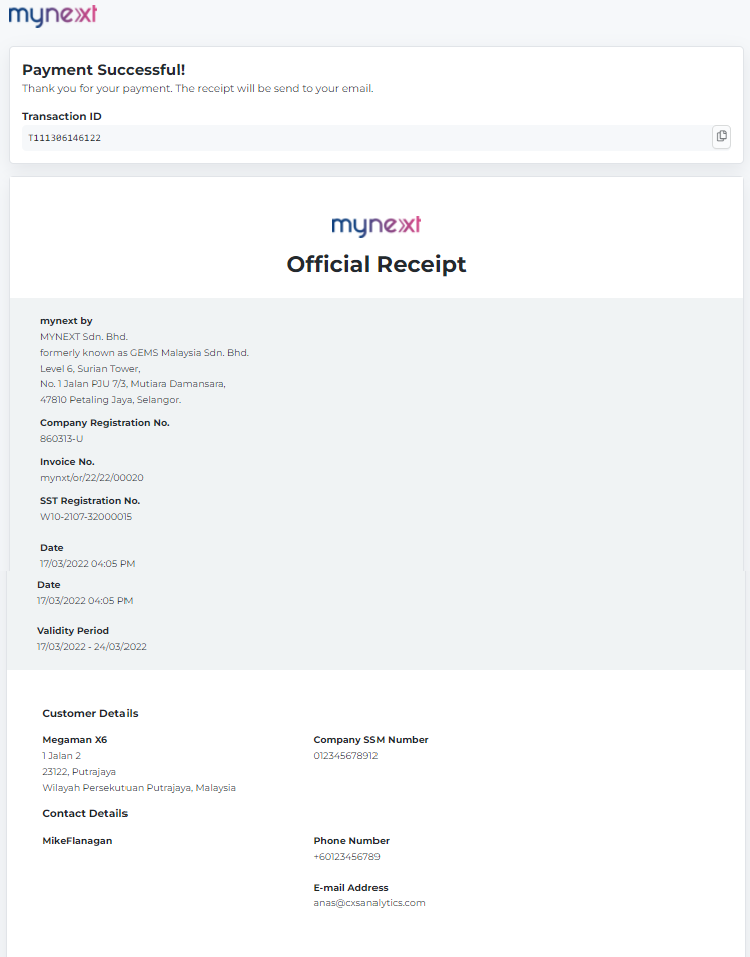 mynext
Payment Successful!
Thank you for your payment. The receipt will be send to your email.
Transaction ID
T111306146122
mynext
Official Receipt
mynext by
MYNEXT Sdn. Bhd.
formerly known as GEMS Malaysia Sdn. Bhd.
Level 6, Surian Tower,
No. 1 Jalan PJU 7/3, Mutiara Damansara,
47810 Petaling Jaya, Selangor.
Company Registration No.
860313-U
Invoice No.
mynxt/or/22/22/00020
SST Registration No.
W10-2107-32000015
Date
17/03/2022 04:05 PM
Date
17/03/2022 04:05 PM
Validity Period
17/03/2022 - 24/03/2022
Customer Details
Megaman X6
Company SSM Number
1 Jalan 2
012345678912
23122, Putrajaya
Wilayah Persekutuan Putrajaya, Malaysia
Contact Details
MikeFlanagan
Phone Number
+60123456789
E-mail Address
anas@cxsanalytics.com